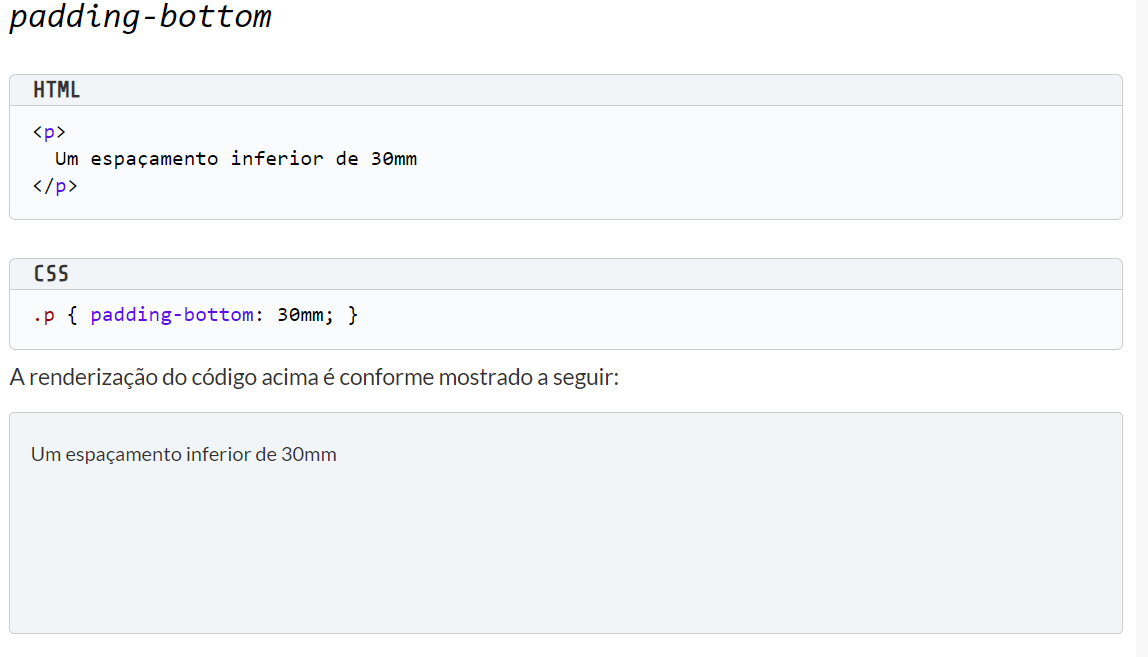 padding-bottom
HTML
<p>
Um espaçamento inferior de 30mm
</p>
CSS
.p { padding-bottom: 30mm; }
A renderização do código acima é conforme mostrado a seguir:
Um espaçamento inferior de 30mm